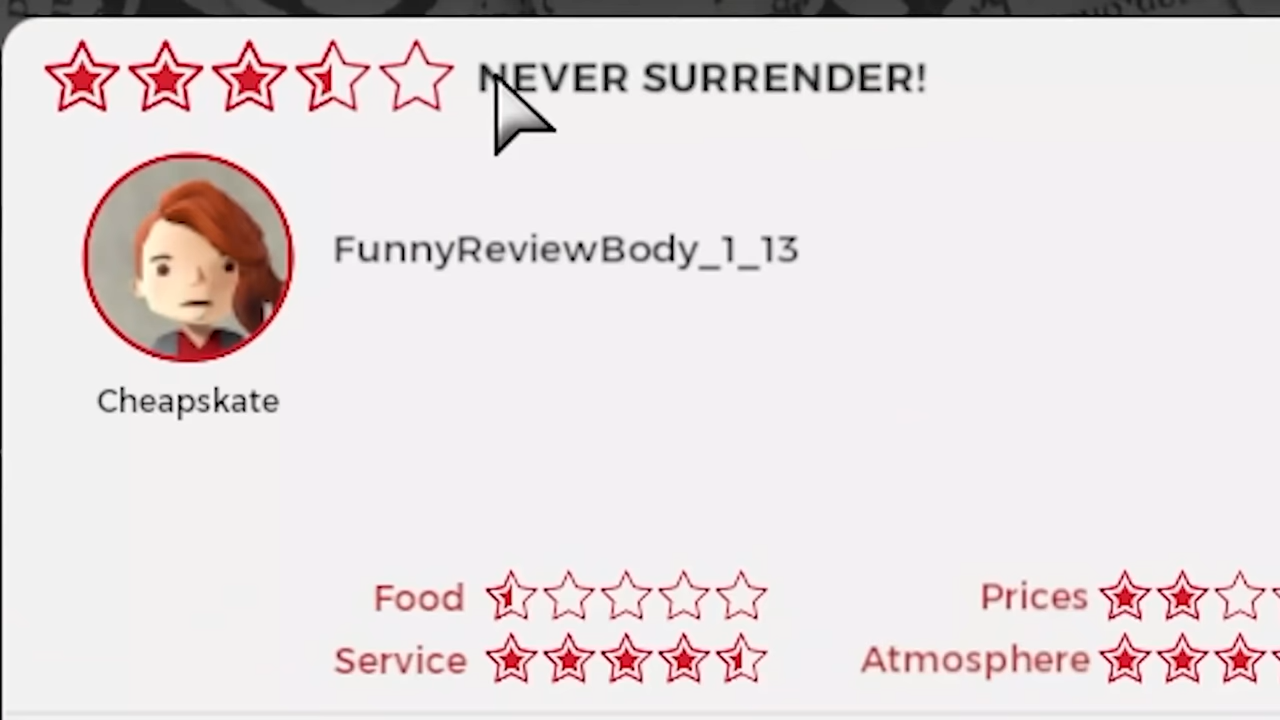 NEVER SURRENDER!
FunnyReviewBody_1_13
Cheapskate
Food
Prices
Service
Atmosphere